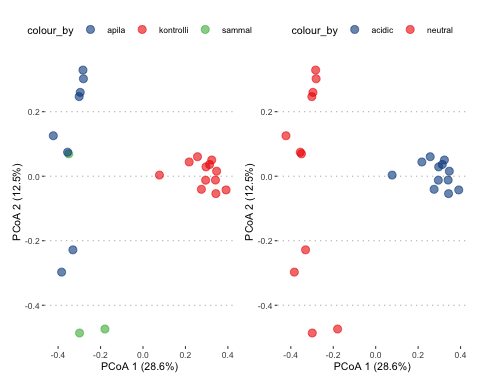 colour_by apila kontrolli sammal
colour_by acidic neutral
PCoA 2 (12.5%)
0.2
0.0
-0.2
-0.4
-0.4 -0.2 0.0 0.2 0.4
PCoA 1 (28.6%)
PCoA 2 (12.5%)
0.2
0.0
-0.2
-0.4
-0.4 -0.2 0.0 0.2 0.4
PCoA 1 (28.6%)